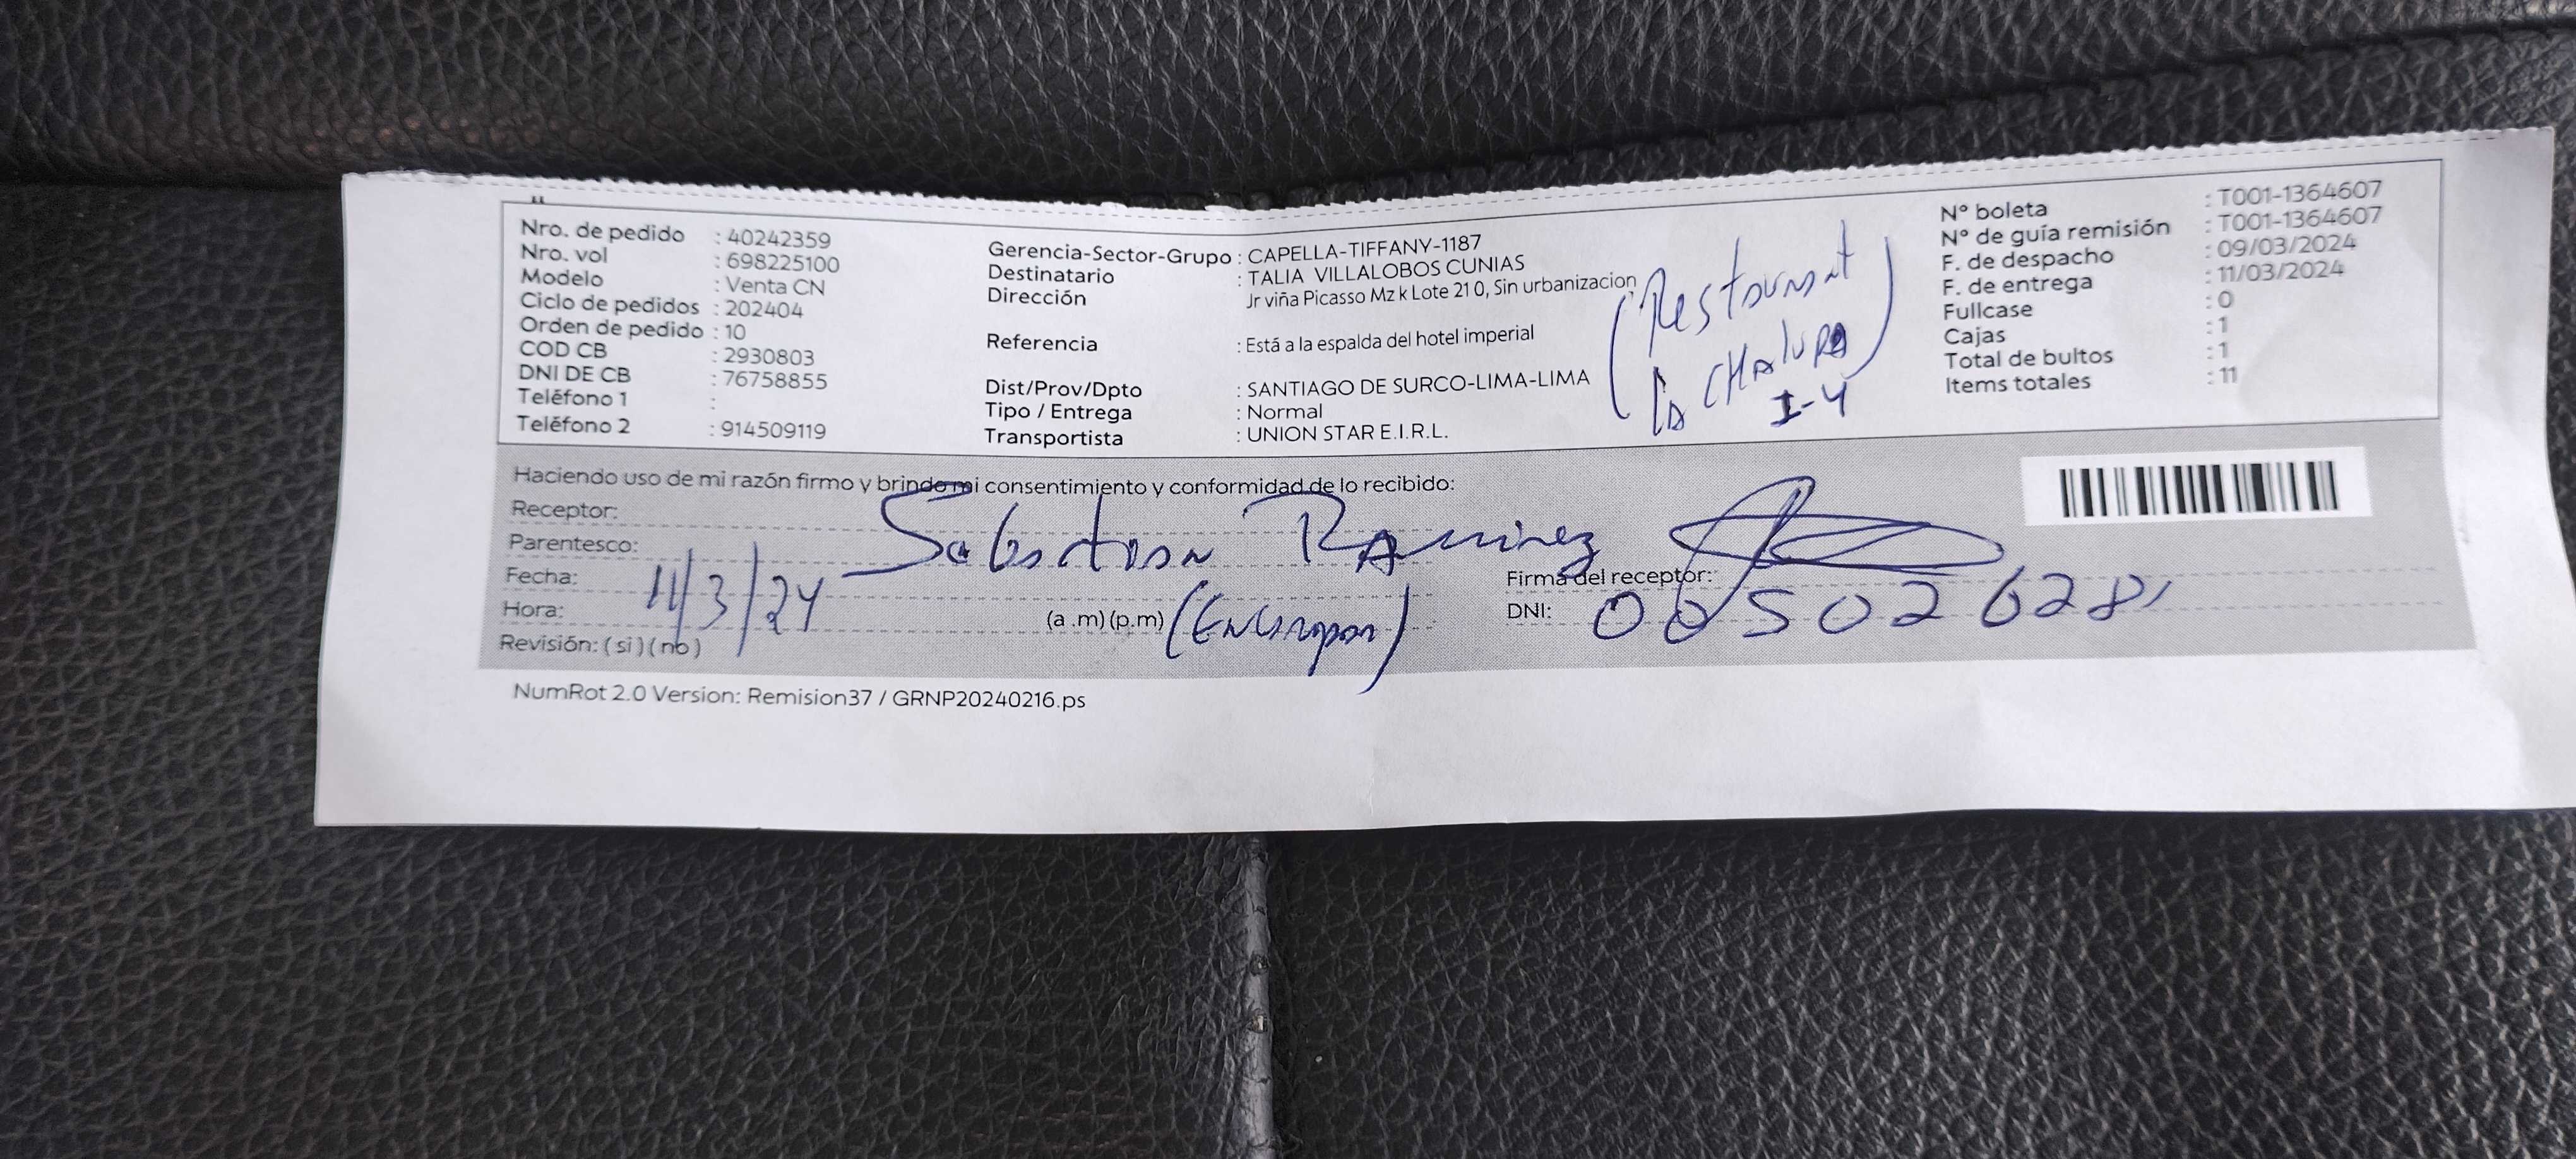 Nro. de pedido : 40242359
Nro. vol : 698225100
Modelo : Venta CN
Ciclo de pedidos : 202404
Orden de pedido : 10
COD CB : 2930803
DNI DE CB : 76758855
Teléfono 1 :
Teléfono 2 : 914509119
Gerencia-Sector-Grupo : CAPELLA-TIFFANY-1187
Destinatario : TALIA VILLALOBOS CUNIAS
Dirección Jr viña Picasso Mz k Lote 21 0, Sin urbanizacion
Referencia : Está a la espalda del hotel imperial
Dist/Prov/Dpto : SANTIAGO DE SURCO-LIMA-LIMA
Tipo / Entrega : Normal
Transportista : UNION STAR E.I.R.L.
(Restaurant
la CHalupa)
I-4
N° boleta : T001-1364607
N° de guía remisión : T001-1364607
F. de despacho : 09/03/2024
F. de entrega : 11/03/2024
Fullcase : 0
Cajas : 1
Total de bultos : 1
Items totales : 11
Haciendo uso de mi razón firmo y brindo mi consentimiento y conformidad de lo recibido:
Receptor: Sebastian Ramirez
Parentesco:
Fecha: 11/3/24
Hora: (a .m) (p.m)
Revisión: ( si ) ( no )
Firma del receptor:
DNI: 00502628
NumRot 2.0 Version: Remision37 / GRNP20240216.ps